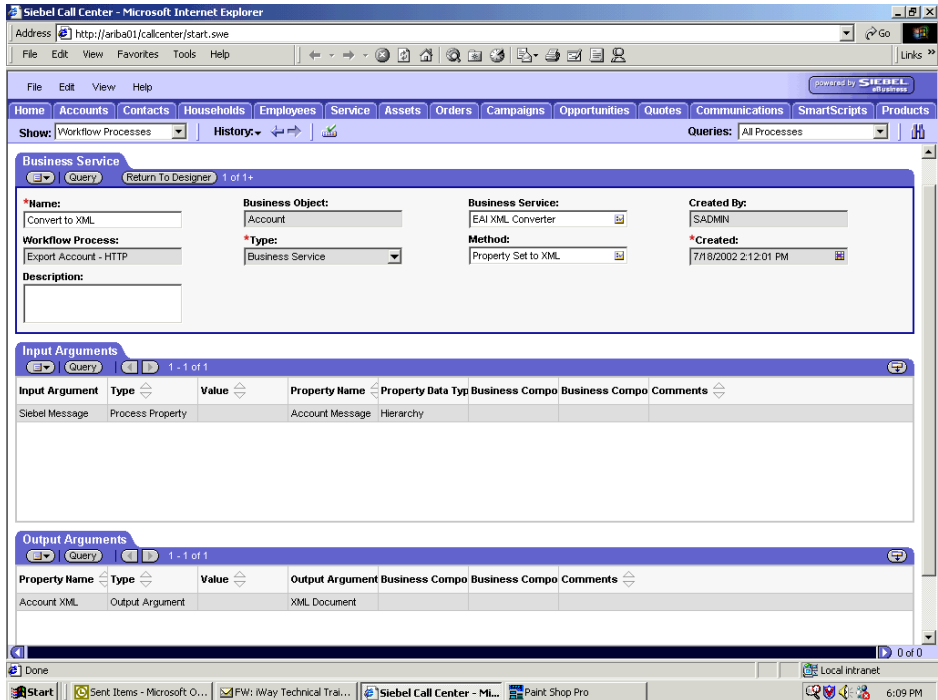 Siebel Call Center - Microsoft Internet Explorer
Address http://ariba01/callcenter/start.swe Go
File Edit View Favorites Tools Help Links »
File Edit View Help powered by SIEBEL eBusiness
Home Accounts Contacts Households Employees Service Assets Orders Campaigns Opportunities Quotes Communications SmartScripts Products
Show: Workflow Processes History: Queries: All Processes
Business Service
Query Return To Designer 1 of 1+
*Name: Business Object: Business Service: Created By:
Convert to XML Account EAI XML Converter SADMIN
Workflow Process: *Type: Method: *Created:
Export Account - HTTP Business Service Property Set to XML 7/18/2002 2:12:01 PM
Description:
Input Arguments
Query 1 - 1 of 1
Input Argument Type Value Property Name Property Data Typ Business Compo Business Compo Comments
Siebel Message Process Property Account Message Hierarchy
Output Arguments
Query 1 - 1 of 1
Property Name Type Value Output Argument Business Compo Business Compo Comments
Account XML Output Argument XML Document
0 of 0
Done Local intranet
Start Sent Items - Microsoft O... FW: iWay Technical Trai... Siebel Call Center - Mi... Paint Shop Pro 6:09 PM